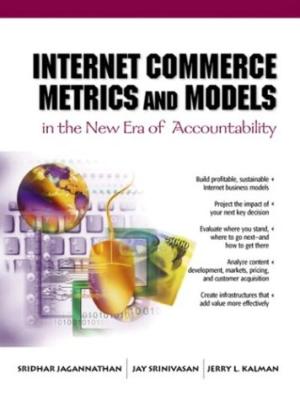 INTERNET COMMERCE
METRICS AND MODELS
in the New Era of Accountability
Build profitable, sustainable
Internet business models
Project the impact of
your next key decision
Evaluate where you stand,
where to go next–and
how to get there
Analyze content
development, markets, pricing,
and customer acquisition
Create infrastructures that
add value more effectively
SRIDHAR JAGANNATHAN | JAY SRINIVASAN | JERRY L. KALMAN